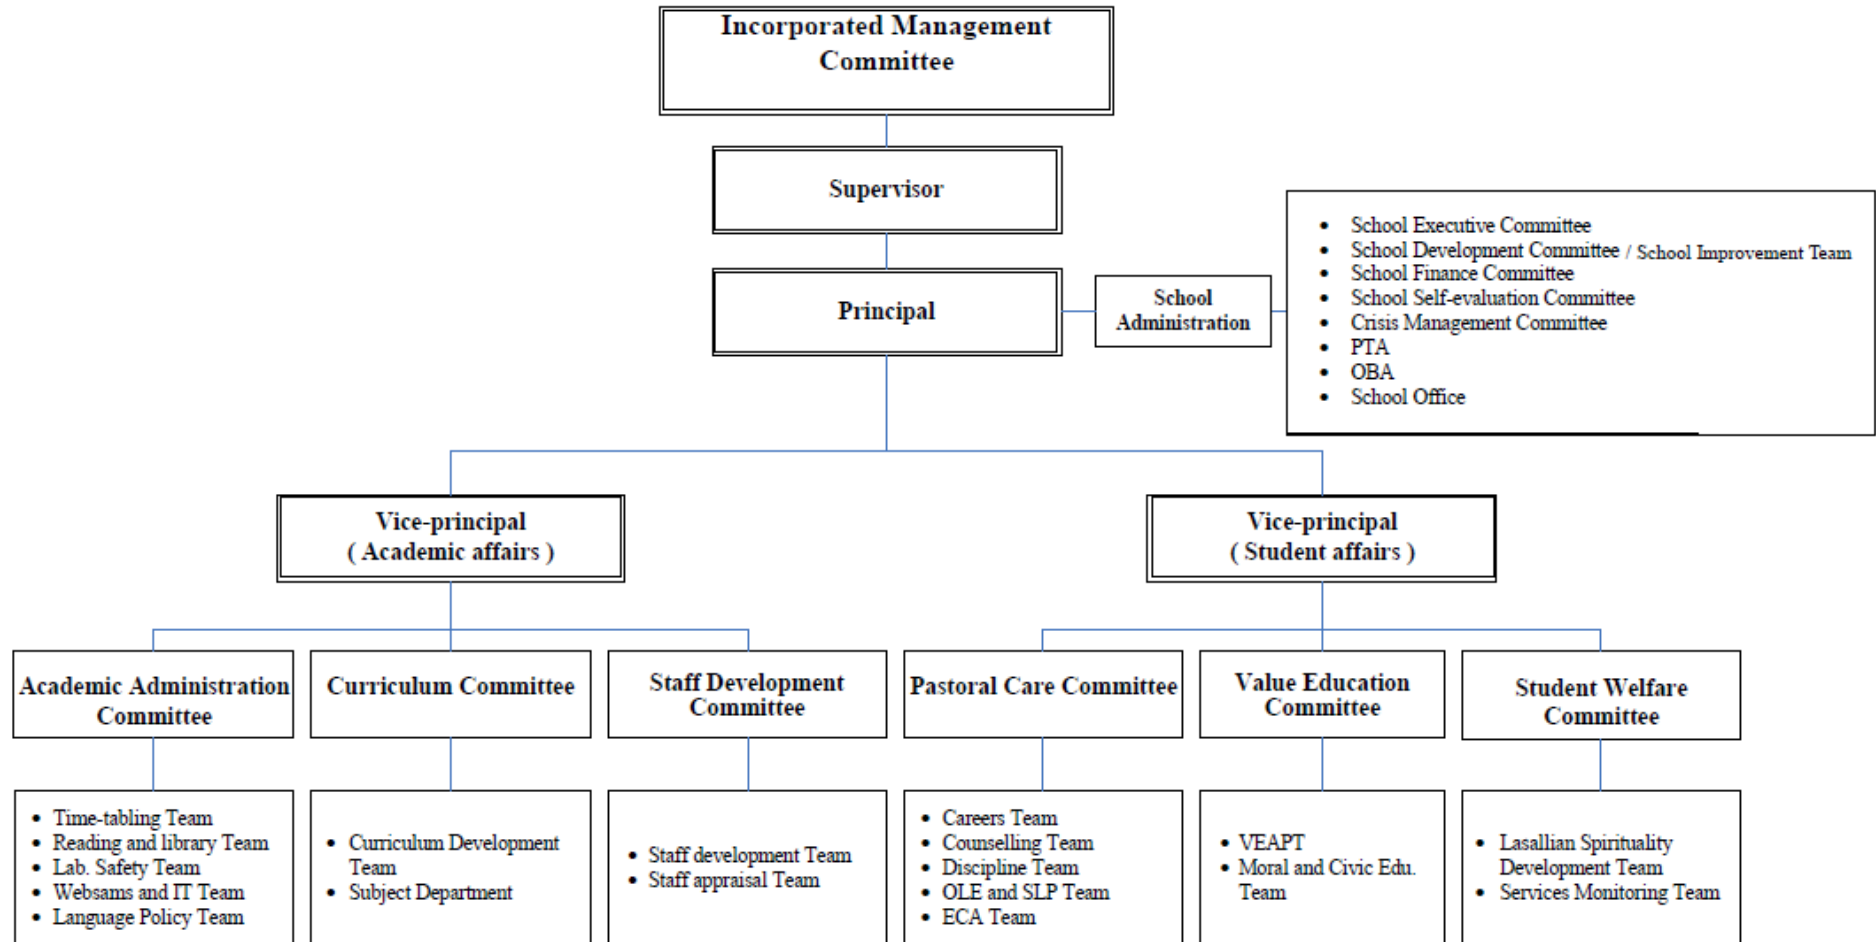 Incorporated Management
Committee
Supervisor
Principal
School
Administration
• School Executive Committee
• School Development Committee / School Improvement Team
• School Finance Committee
• School Self-evaluation Committee
• Crisis Management Committee
• PTA
• OBA
• School Office
Vice-principal
( Academic affairs )
Vice-principal
( Student affairs )
Academic Administration
Committee
Curriculum Committee
Staff Development
Committee
Pastoral Care Committee
Value Education
Committee
Student Welfare
Committee
• Time-tabling Team
• Reading and library Team
• Lab. Safety Team
• Websams and IT Team
• Language Policy Team
• Curriculum Development
Team
• Subject Department
• Staff development Team
• Staff appraisal Team
• Careers Team
• Counselling Team
• Discipline Team
• OLE and SLP Team
• ECA Team
• VEAPT
• Moral and Civic Edu.
Team
• Lasallian Spirituality
Development Team
• Services Monitoring Team